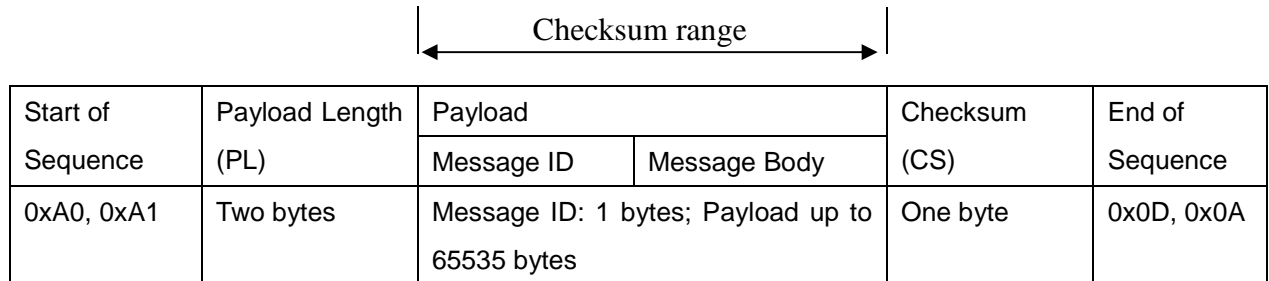 Checksum range
Start of Sequence
Payload Length (PL)
Payload
Checksum (CS)
End of Sequence
Message ID
Message Body
0xA0, 0xA1
Two bytes
Message ID: 1 bytes; Payload up to 65535 bytes
One byte
0x0D, 0x0A